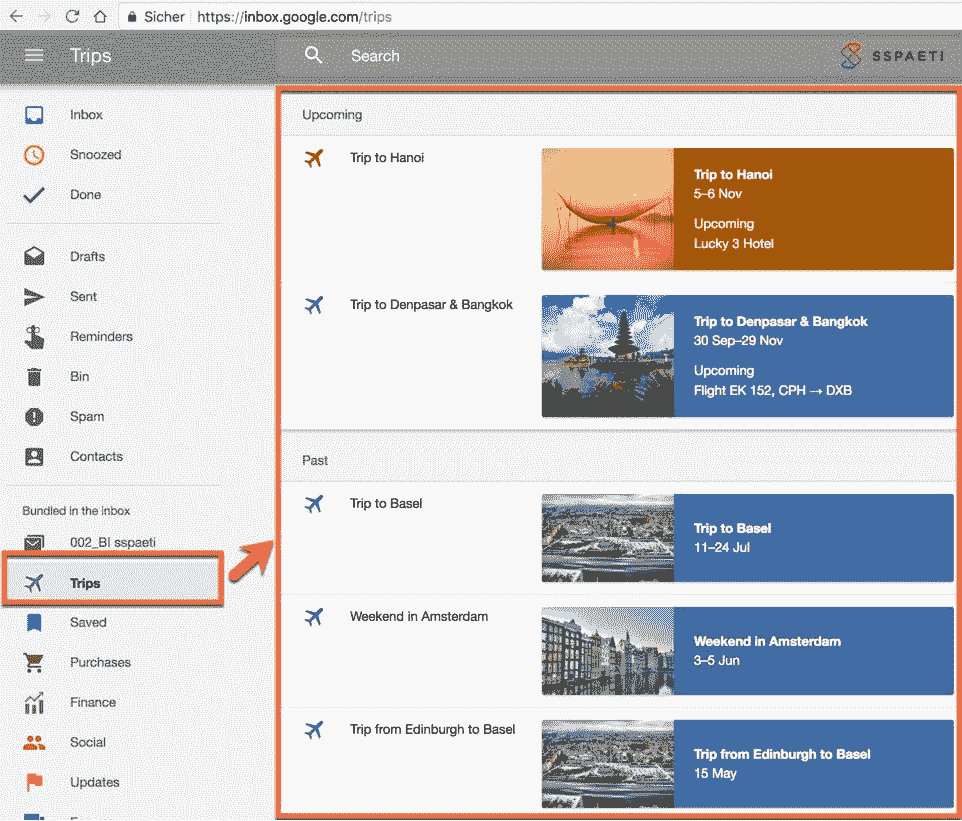 Sicher
https://inbox.google.com/trips
Trips
Search
SSPAETI
Inbox
Snoozed
Done
Drafts
Sent
Reminders
Bin
Spam
Contacts
Bundled in the inbox
002_BI sspaeti
Trips
Saved
Purchases
Finance
Social
Updates
Upcoming
Trip to Hanoi
Trip to Hanoi
5–6 Nov
Upcoming
Lucky 3 Hotel
Trip to Denpasar & Bangkok
Trip to Denpasar & Bangkok
30 Sep–29 Nov
Upcoming
Flight EK 152, CPH → DXB
Past
Trip to Basel
Trip to Basel
11–24 Jul
Weekend in Amsterdam
Weekend in Amsterdam
3–5 Jun
Trip from Edinburgh to Basel
Trip from Edinburgh to Basel
15 May